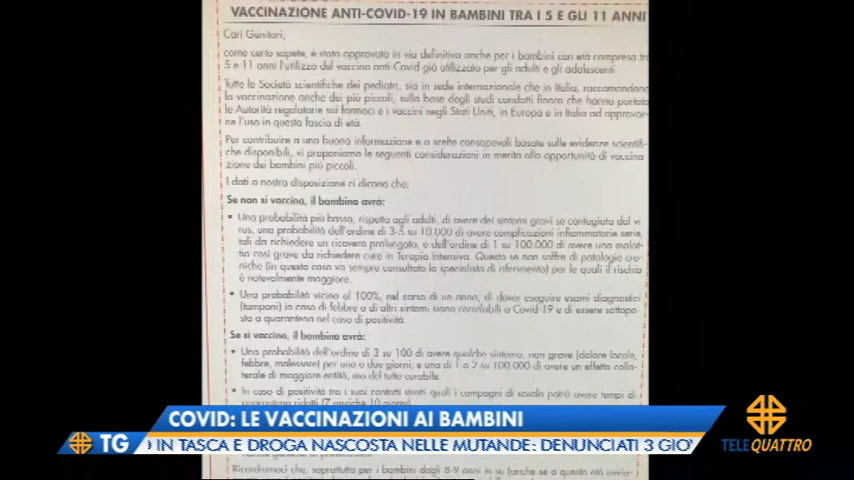 VACCINAZIONE ANTI-COVID-19 IN BAMBINI TRA I 5 E GLI 11 ANNI
Cari Genitori,
come certo sapete, è stato approvato in via definitiva anche per i bambini con età compresa tra
5 e 11 anni l'utilizzo del vaccino anti-Covid già utilizzato per gli adulti e gli adolescenti.
Tutte le Società scientifiche dei pediatri, sia in sede internazionale che in Italia, raccomandano
la vaccinazione anche dei più piccoli, sulla base degli studi condotti finora che hanno portato
le Autorità regolatorie sui farmaci e i vaccini negli Stati Uniti, in Europa e in Italia ad approvar-
ne l'uso in questa fascia di età.
Per contribuire a una buona informazione e a scelte consapevoli basate sulle evidenze scientifi-
che disponibili, vi proponiamo le seguenti considerazioni in merito alla opportunità di vaccina
zione dei bambini più piccoli.
I dati a nostra disposizione ci dicono che:
Se non si vaccina, il bambino avrà:
▪ Una probabilità più bassa, rispetto agli adulti, di avere dei sintomi gravi se contagiato dal vi
rus, una probabilità dell'ordine di 3-5 su 10.000 di avere complicazioni infiammatorie serie,
tali da richiedere un ricovero prolungato, e dell'ordine di 1 su 100.000 di avere una malat-
tia così grave da richiedere cure in Terapia Intensiva. Questo se non soffre di patologie cro-
niche (in questo caso va sempre consultato lo specialista di riferimento) per le quali il rischio
è notevolmente maggiore.
▪ Una probabilità vicina al 100%, nel corso di un anno, di dover eseguire esami diagnostici
(tamponi) in caso di febbre o di altri sintomi siano correlabili a Covid-19 e di essere sottopo-
sto a quarantena nel caso di positività.
Se si vaccina, il bambino avrà:
▪ Una probabilità dell'ordine di 3 su 100 di avere qualche sintomo, non grave (dolore locale,
febbre, malessere) per uno o due giorni, e una di 1 o 2 su 100.000 di avere un effetto colla-
terale di maggiore entità, ma del tutto curabile.
▪ In caso di positività tra i suoi contatti stretti quali i compagni di scuola potrà avere tempi di
ridotti (7 anziché 10 giorni)
COVID: LE VACCINAZIONI AI BAMBINI
TG
O IN TASCA E DROGA NASCOSTA NELLE MUTANDE: DENUNCIATI 3 GIO
TELEQUATTRO
Ricordiamoci che, soprattutto per i bambini dagli 8-9 anni in su (anche se a questa età